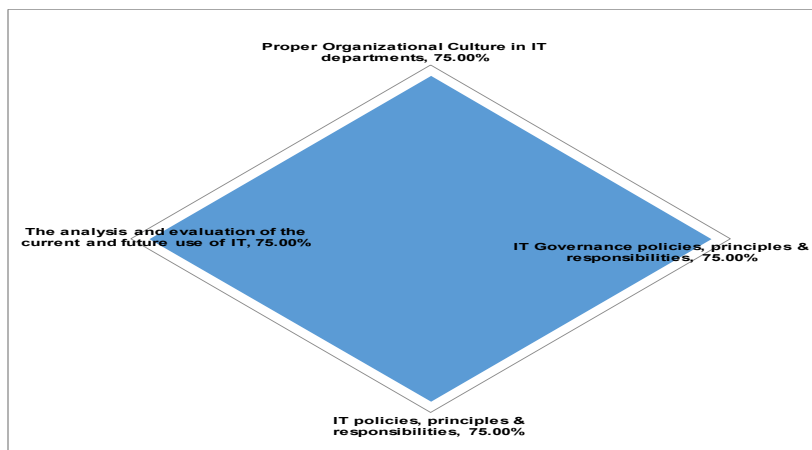 Proper Organizational Culture in IT
departments, 75.00%
The analysis and evaluation of the
current and future use of IT, 75.00%
IT Governance policies, principles &
responsibilities, 75.00%
IT policies, principles &
responsibilities, 75.00%